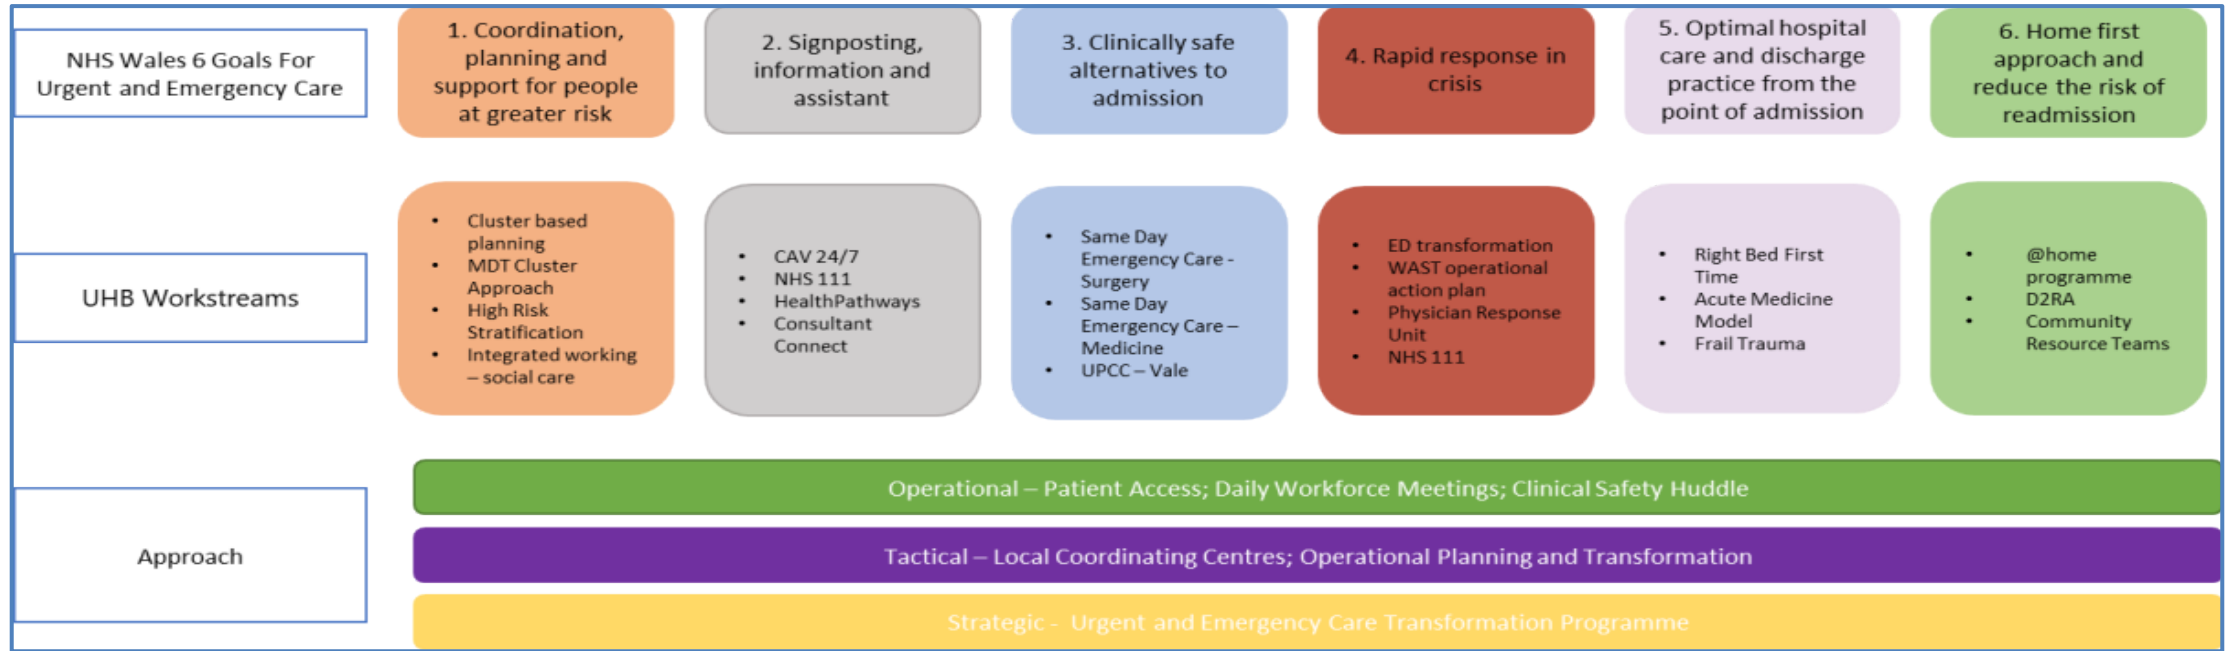 NHS Wales 6 Goals For
Urgent and Emergency Care
1. Coordination,
planning and
support for people
at greater risk
2. Signposting,
information and
assistant
3. Clinically safe
alternatives to
admission
4. Rapid response in
crisis
5. Optimal hospital
care and discharge
practice from the
point of admission
6. Home first
approach and
reduce the risk of
readmission
UHB Workstreams
• Cluster based
planning
• MDT Cluster
Approach
• High Risk
Stratification
• Integrated working
– social care
• CAV 24/7
• NHS 111
• HealthPathways
• Consultant
Connect
• Same Day
Emergency Care -
Surgery
• Same Day
Emergency Care –
Medicine
• UPCC – Vale
• ED transformation
• WAST operational
action plan
• Physician Response
Unit
• NHS 111
• Right Bed First
Time
• Acute Medicine
Model
• Frail Trauma
• @home
programme
• D2RA
• Community
Resource Teams
Approach
Operational – Patient Access; Daily Workforce Meetings; Clinical Safety Huddle
Tactical – Local Coordinating Centres; Operational Planning and Transformation
Strategic - Urgent and Emergency Care Transformation Programme